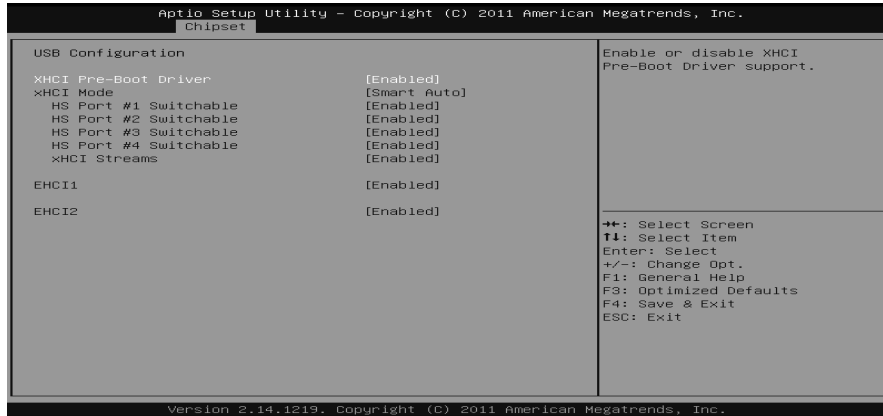 Aptio Setup Utility – Copyright (C) 2011 American Megatrends, Inc.
Chipset
USB Configuration
XHCI Pre-Boot Driver [Enabled]
xHCI Mode [Smart Auto]
HS Port #1 Switchable [Enabled]
HS Port #2 Switchable [Enabled]
HS Port #3 Switchable [Enabled]
HS Port #4 Switchable [Enabled]
xHCI Streams [Enabled]
EHCI1 [Enabled]
EHCI2 [Enabled]
Enable or disable XHCI
Pre-Boot Driver support.
→←: Select Screen
↑↓: Select Item
Enter: Select
+/-: Change Opt.
F1: General Help
F3: Optimized Defaults
F4: Save & Exit
ESC: Exit
Version 2.14.1219. Copyright (C) 2011 American Megatrends, Inc.